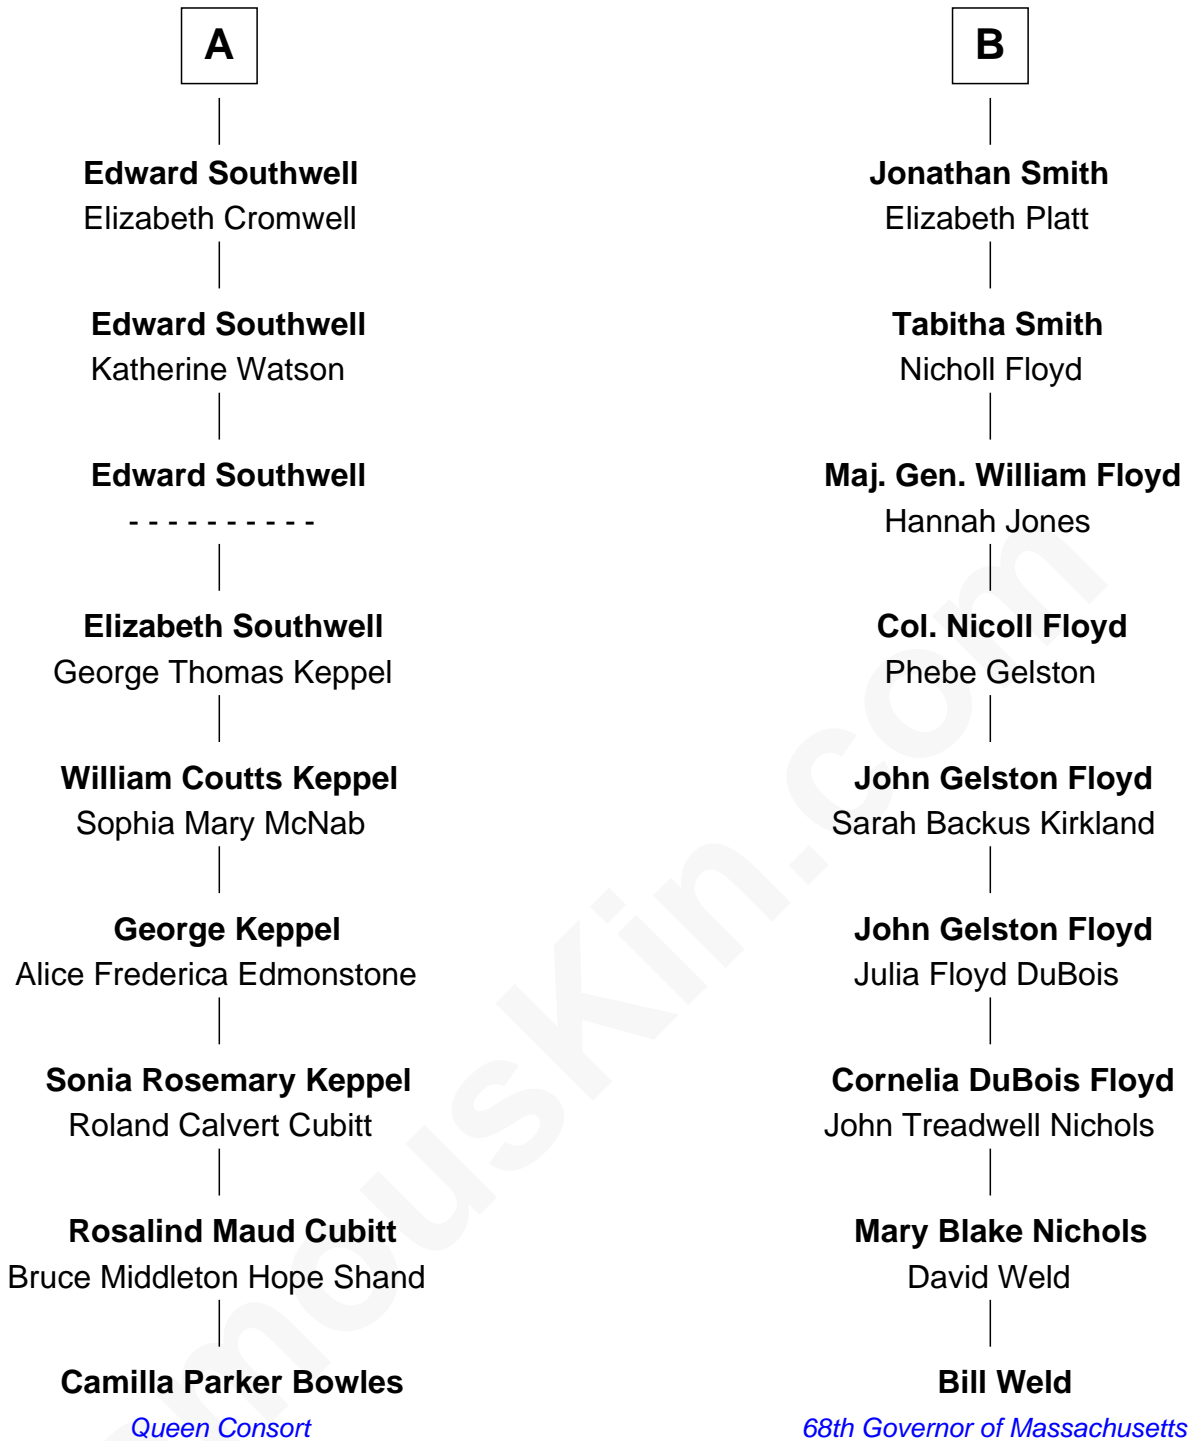 A
Edward Southwell
Elizabeth Cromwell
Edward Southwell
Katherine Watson
Edward Southwell
- - - - - - - - - -
Elizabeth Southwell
George Thomas Keppel
William Coutts Keppel
Sophia Mary McNab
George Keppel
Alice Frederica Edmonstone
Sonia Rosemary Keppel
Roland Calvert Cubitt
Rosalind Maud Cubitt
Bruce Middleton Hope Shand
Camilla Parker Bowles
Queen Consort
B
Jonathan Smith
Elizabeth Platt
Tabitha Smith
Nicholl Floyd
Maj. Gen. William Floyd
Hannah Jones
Col. Nicoll Floyd
Phebe Gelston
John Gelston Floyd
Sarah Backus Kirkland
John Gelston Floyd
Julia Floyd DuBois
Cornelia DuBois Floyd
John Treadwell Nichols
Mary Blake Nichols
David Weld
Bill Weld
68th Governor of Massachusetts